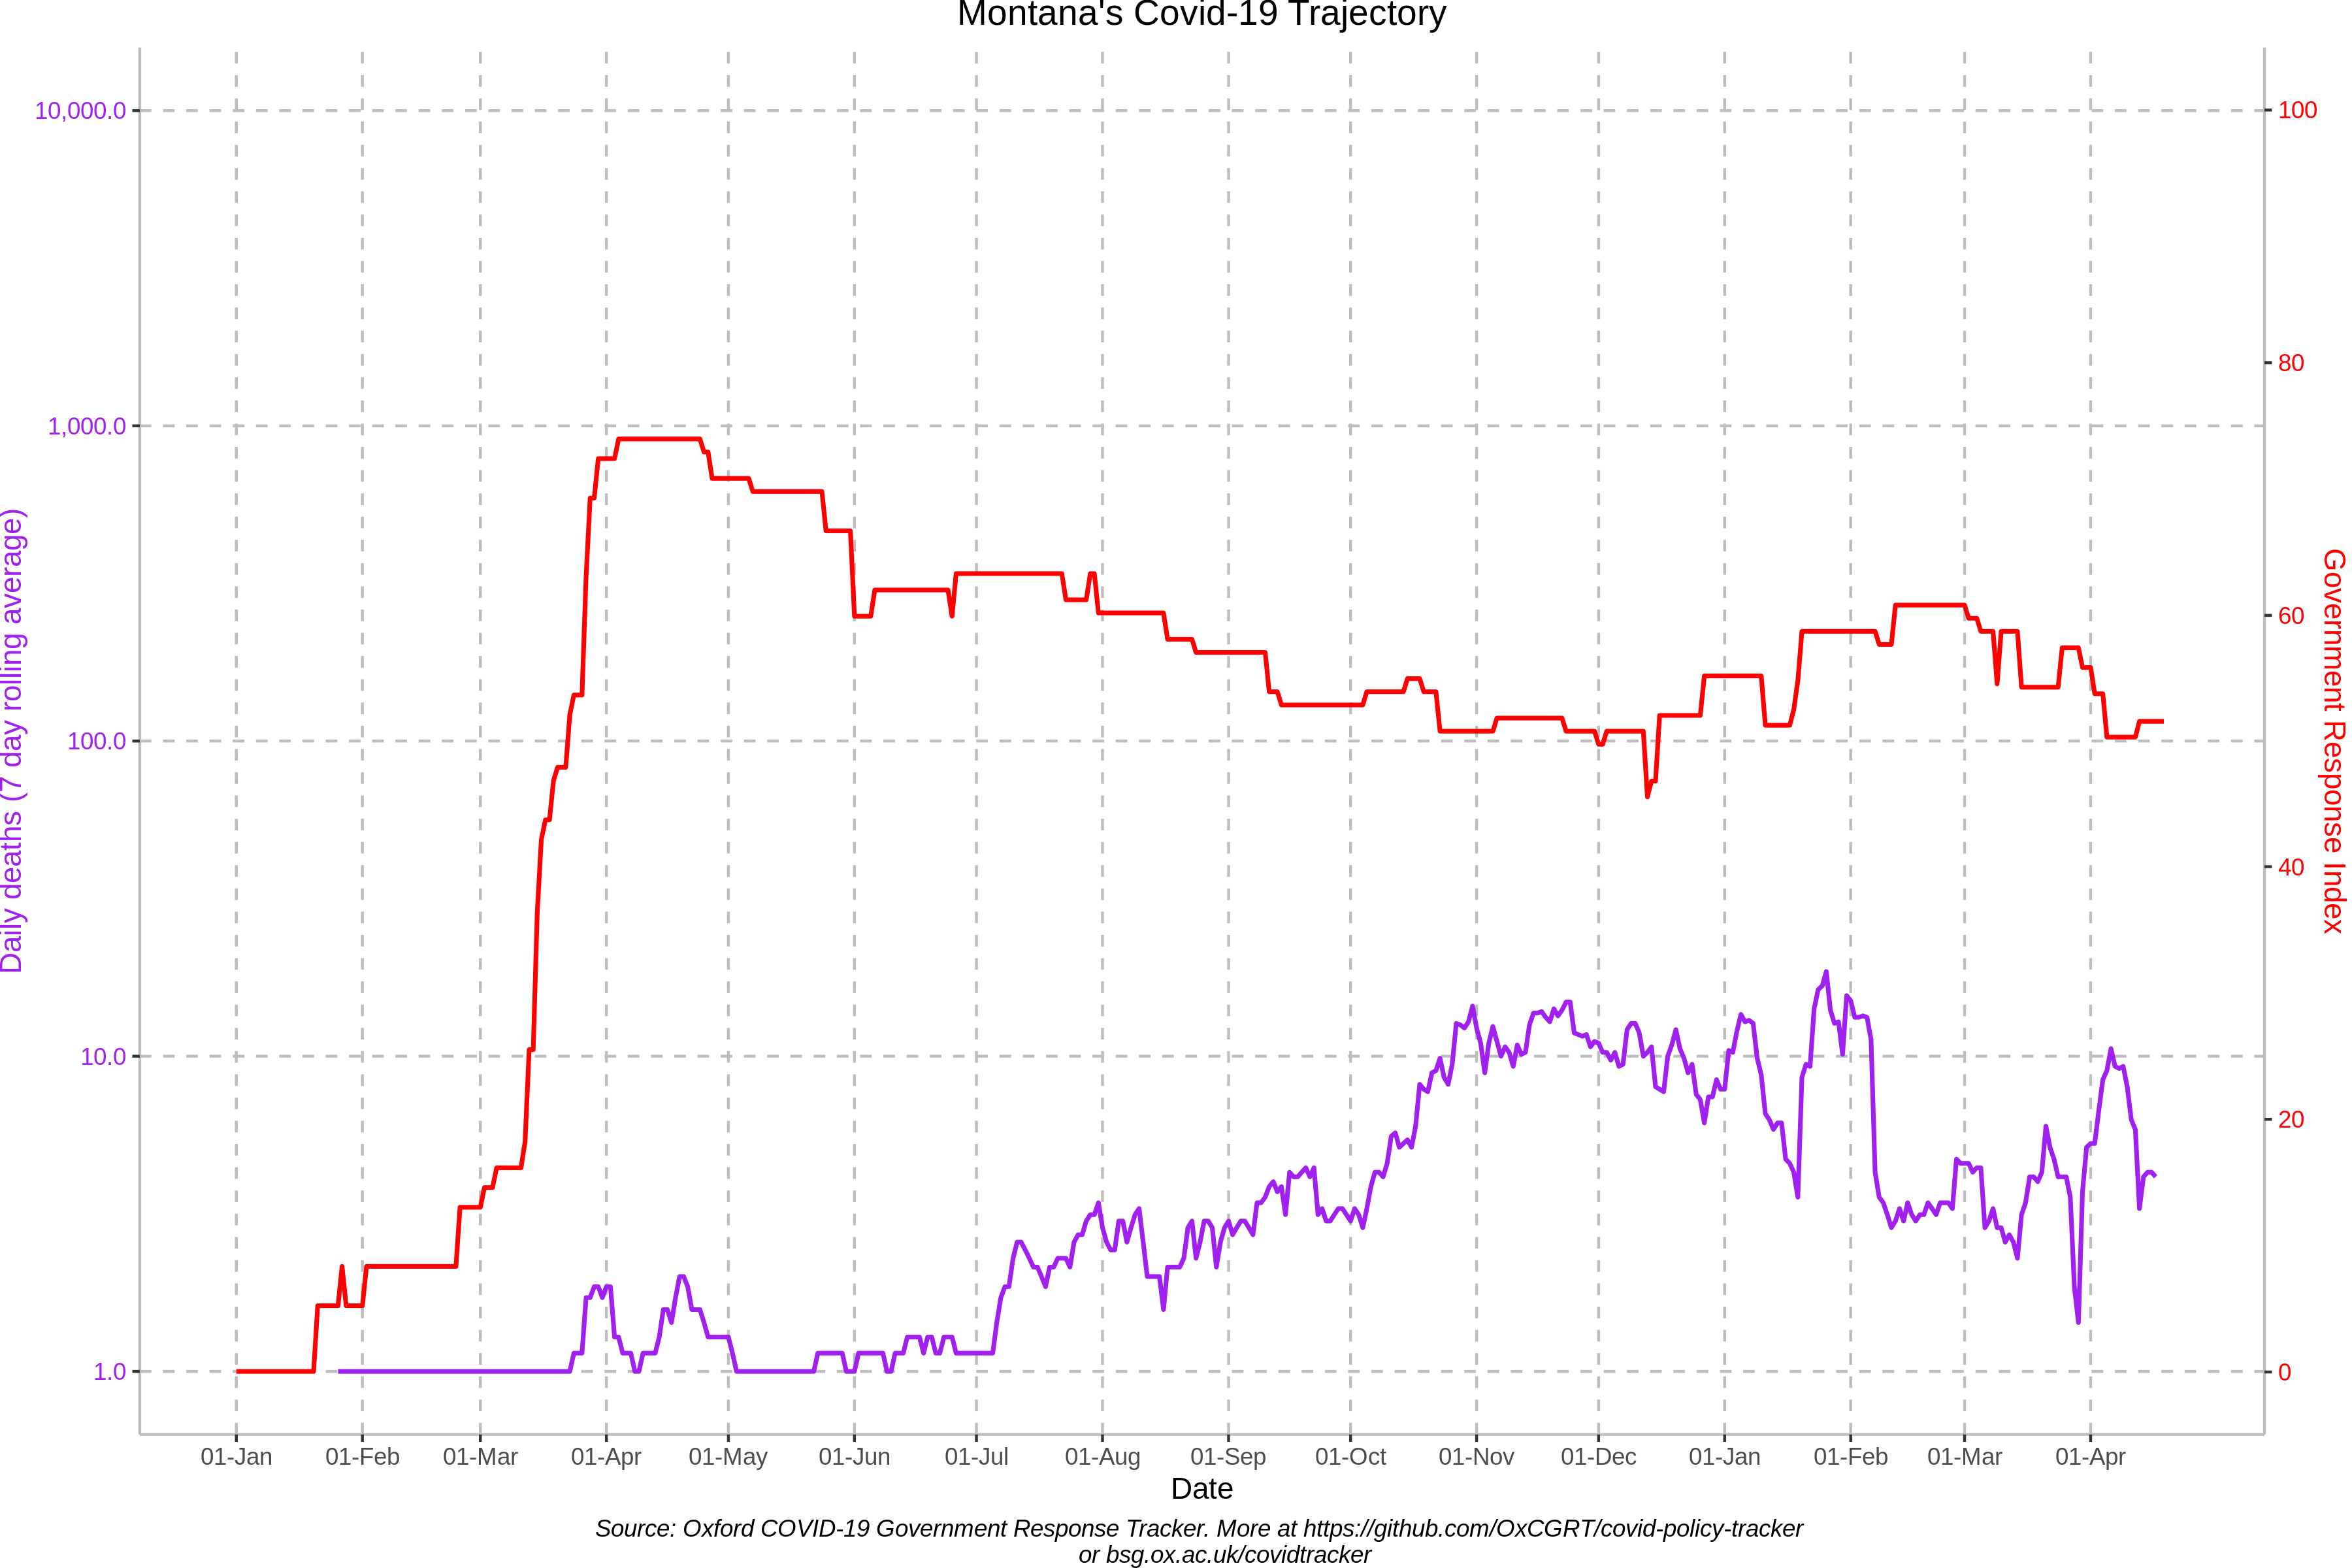 Montana's Covid-19 Trajectory
10,000.0
1,000.0
100.0
10.0
1.0
Daily deaths (7 day rolling average)
100
80
60
40
20
0
Government Response Index
01-Jan 01-Feb 01-Mar 01-Apr 01-May 01-Jun 01-Jul 01-Aug 01-Sep 01-Oct 01-Nov 01-Dec 01-Jan 01-Feb 01-Mar 01-Apr
Date
Source: Oxford COVID-19 Government Response Tracker. More at https://github.com/OxCGRT/covid-policy-tracker
or bsg.ox.ac.uk/covidtracker